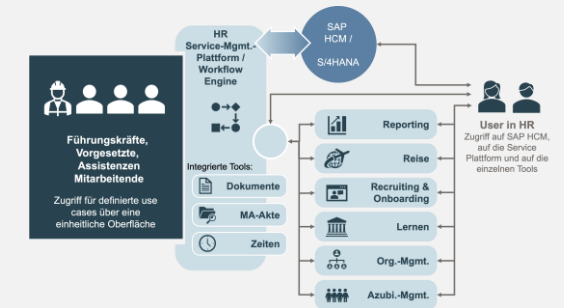 HR
Service-Mgmt.-
Plattform /
Workflow
Engine
SAP
HCM /
S/4HANA
Führungskräfte,
Vorgesetzte,
Assistenzen
Mitarbeitende
Zugriff für definierte use
cases über eine
einheitliche Oberfläche
Integrierte Tools:
Dokumente
MA-Akte
Zeiten
Reporting
Reise
Recruiting &
Onboarding
Lernen
Org.-Mgmt.
Azubi.-Mgmt.
User in HR
Zugriff auf SAP HCM,
auf die Service
Plattform und auf die
einzelnen Tools